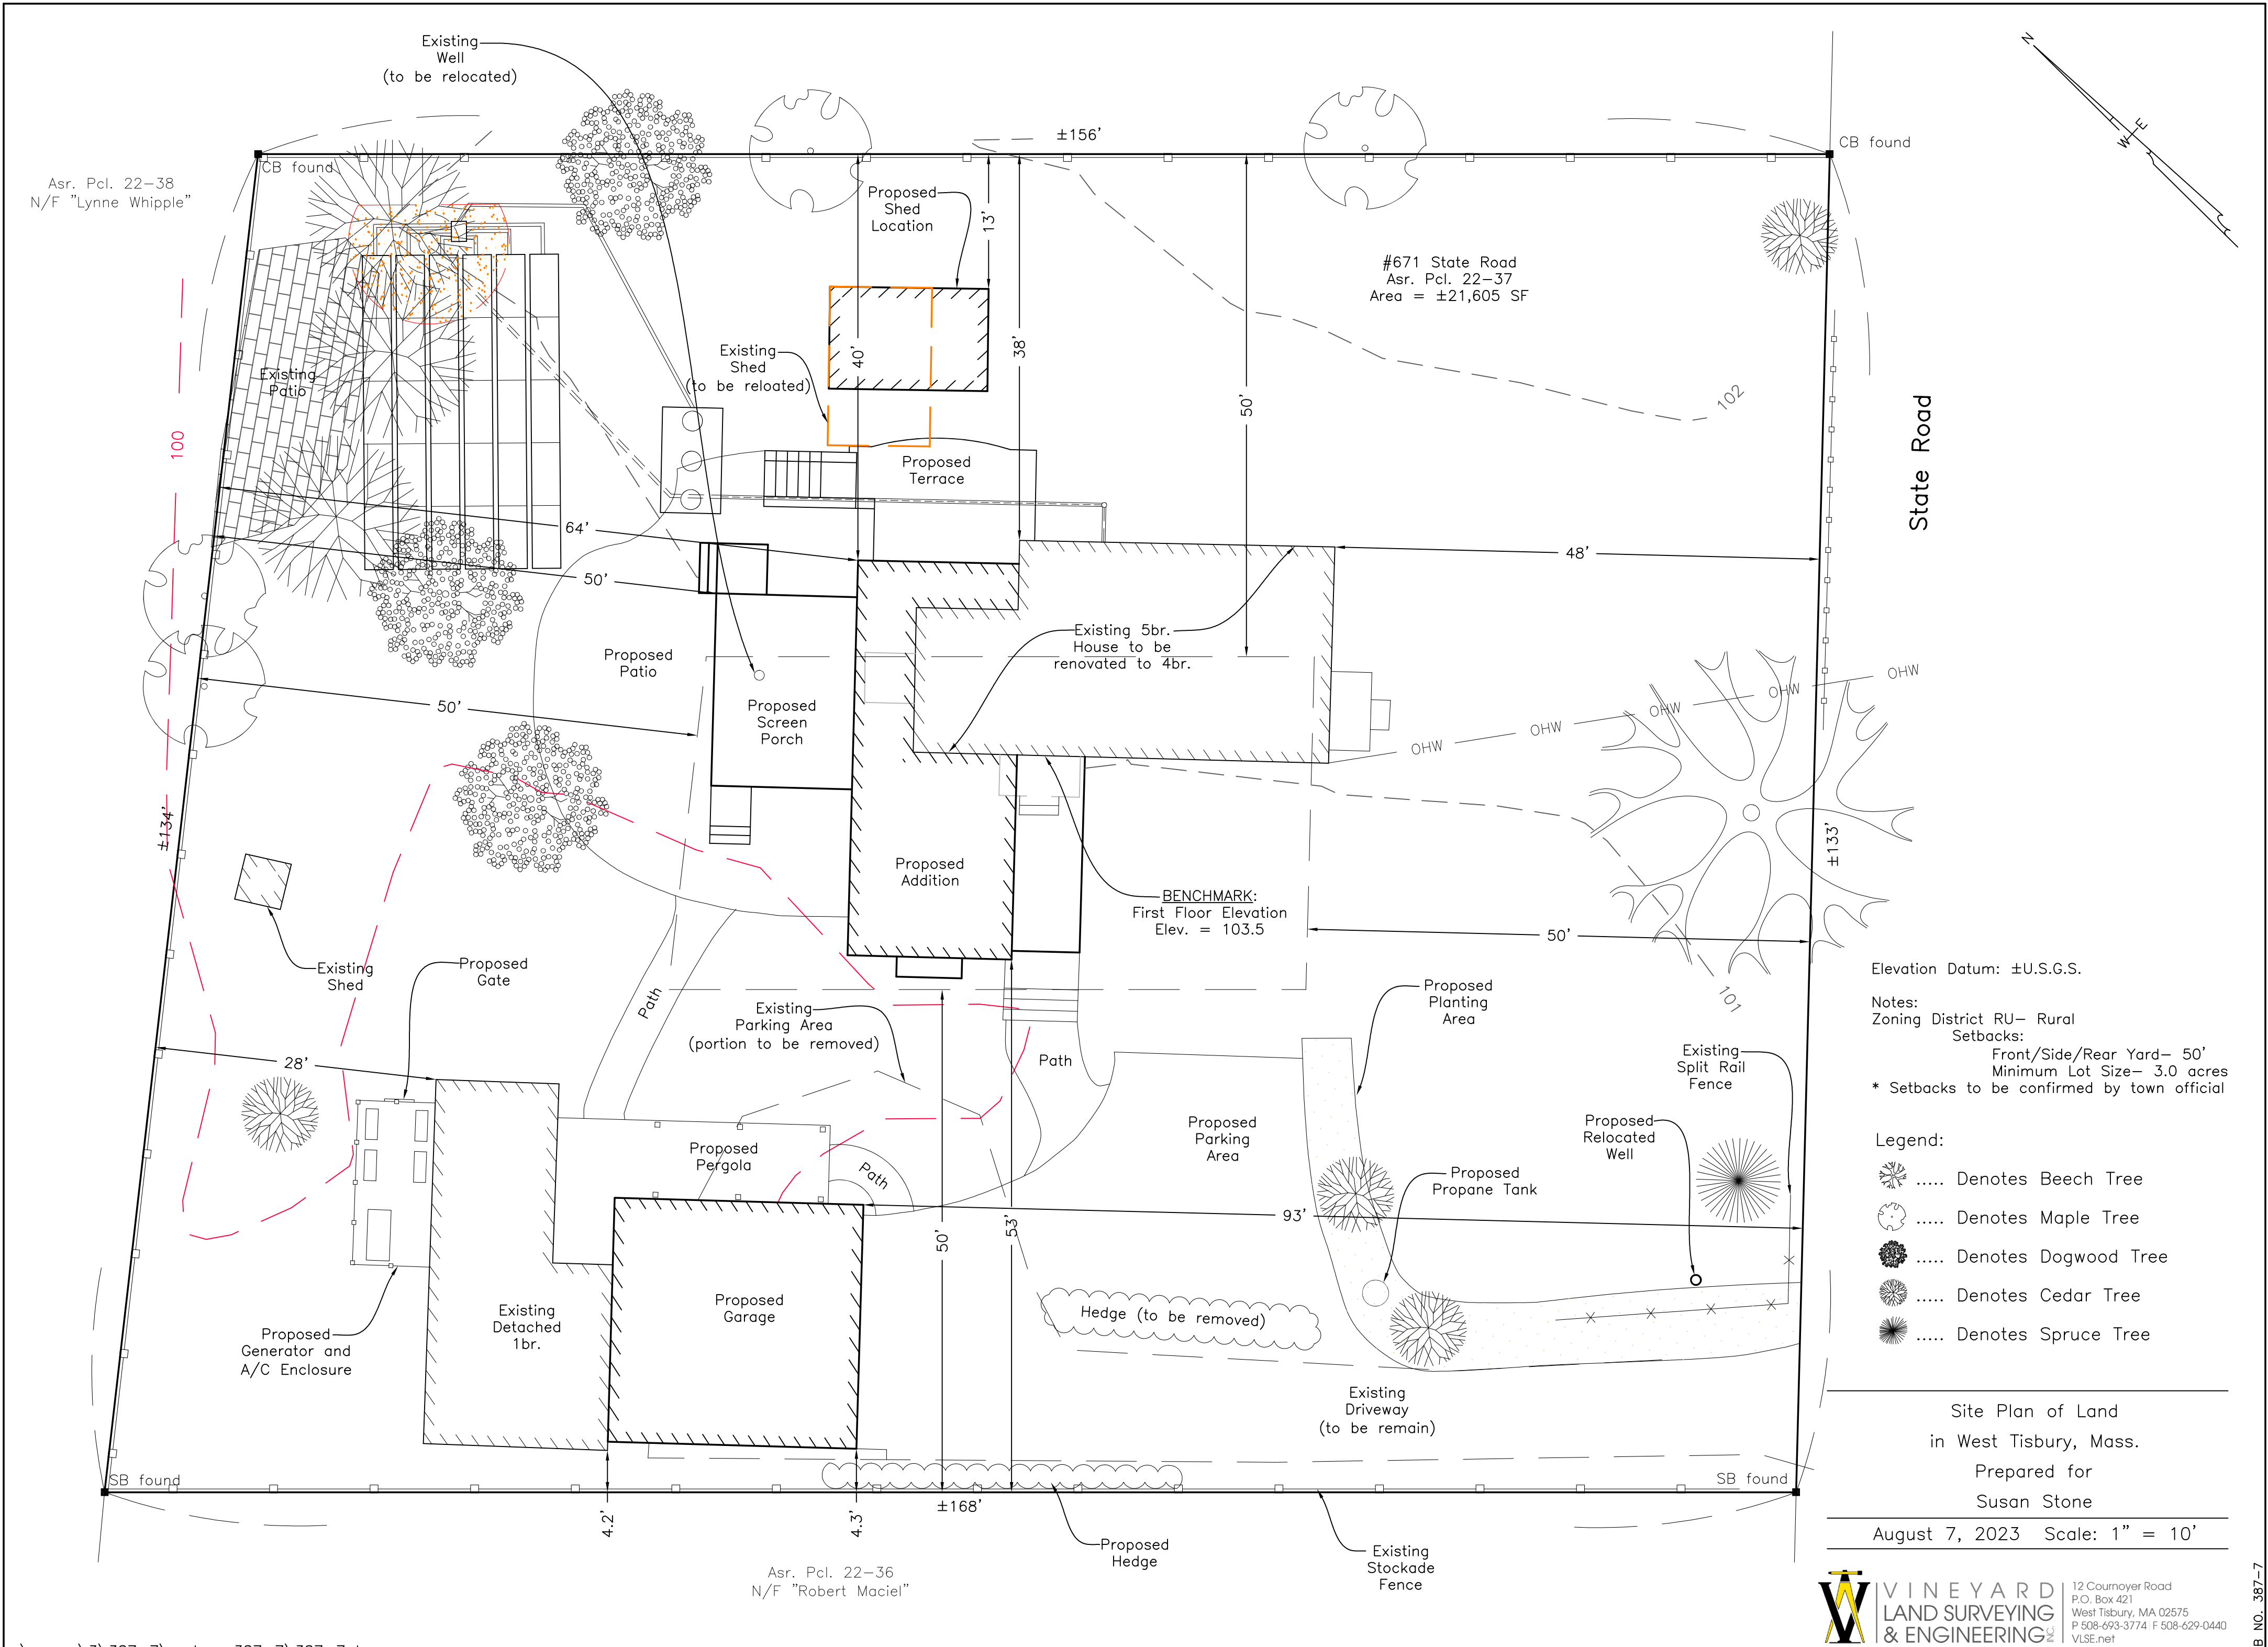 Existing
Well
(to be relocated)
±156'
CB found
CB found
Asr. Pcl. 22-38
N/F "Lynne Whipple"
N
W E
Proposed
Shed
Location
13'
#671 State Road
Asr. Pcl. 22-37
Area = ±21,605 SF
Existing
Shed
(to be reloated)
40'
38'
50'
102
Existing
Patio
100
State Road
Proposed
Terrace
64'
50'
48'
Existing 5br.
House to be
renovated to 4br.
Proposed
Patio
50'
Proposed
Screen
Porch
OHW
OHW
OHW
OHW
OHW
±134'
±133'
Proposed
Addition
BENCHMARK:
First Floor Elevation
Elev. = 103.5
50'
Existing
Shed
Proposed
Gate
Path
Existing
Parking Area
(portion to be removed)
Path
Proposed
Planting
Area
101
Elevation Datum: ±U.S.G.S.
Notes:
Zoning District RU- Rural
Setbacks:
Front/Side/Rear Yard- 50'
Minimum Lot Size- 3.0 acres
* Setbacks to be confirmed by town official
28'
Existing
Split Rail
Fence
Proposed
Parking
Area
Proposed
Relocated
Well
Proposed
Pergola
Path
Proposed
Propane Tank
93'
50'
53'
Legend:
..... Denotes Beech Tree
..... Denotes Maple Tree
..... Denotes Dogwood Tree
..... Denotes Cedar Tree
..... Denotes Spruce Tree
Existing
Detached
1br.
Proposed
Garage
Hedge (to be removed)
Proposed
Generator and
A/C Enclosure
Existing
Driveway
(to be remain)
SB found
SB found
4.2'
4.3'
±168'
Proposed
Hedge
Existing
Stockade
Fence
Asr. Pcl. 22-36
N/F "Robert Maciel"
Site Plan of Land
in West Tisbury, Mass.
Prepared for
Susan Stone
August 7, 2023 Scale: 1" = 10'
VINEYARD
LAND SURVEYING
& ENGINEERING INC.
12 Cournoyer Road
P.O. Box 421
West Tisbury, MA 02575
P 508-693-3774 F 508-629-0440
VLSE.net
NO. 387-7